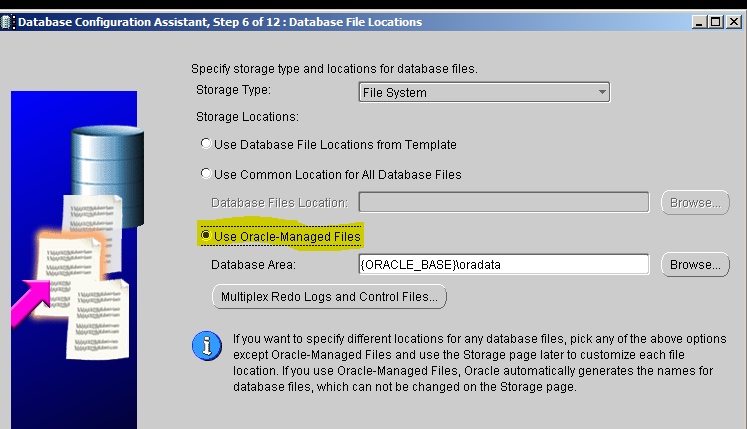 Database Configuration Assistant, Step 6 of 12 : Database File Locations
Specify storage type and locations for database files.
Storage Type:
File System
Storage Locations:
Use Database File Locations from Template
Use Common Location for All Database Files
Database Files Location:
Browse...
Use Oracle-Managed Files
Database Area:
{ORACLE_BASE}\oradata
Browse...
Multiplex Redo Logs and Control Files...
If you want to specify different locations for any database files, pick any of the above options
except Oracle-Managed Files and use the Storage page later to customize each file
location. If you use Oracle-Managed Files, Oracle automatically generates the names for
database files, which can not be changed on the Storage page.